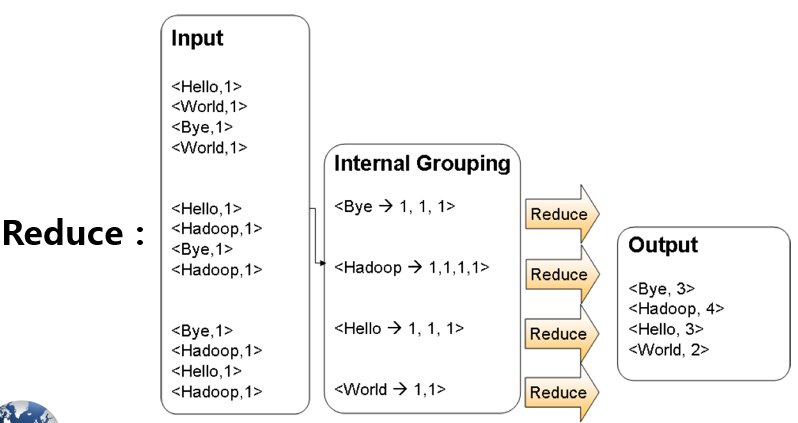 Reduce :
Input
<Hello,1>
<World,1>
<Bye,1>
<World,1>
<Hello,1>
<Hadoop,1>
<Bye,1>
<Hadoop,1>
<Bye,1>
<Hadoop,1>
<Hello,1>
<Hadoop,1>
Internal Grouping
<Bye → 1, 1, 1>
<Hadoop → 1,1,1,1>
<Hello → 1, 1, 1>
<World → 1,1>
Reduce
Reduce
Reduce
Reduce
Output
<Bye, 3>
<Hadoop, 4>
<Hello, 3>
<World, 2>